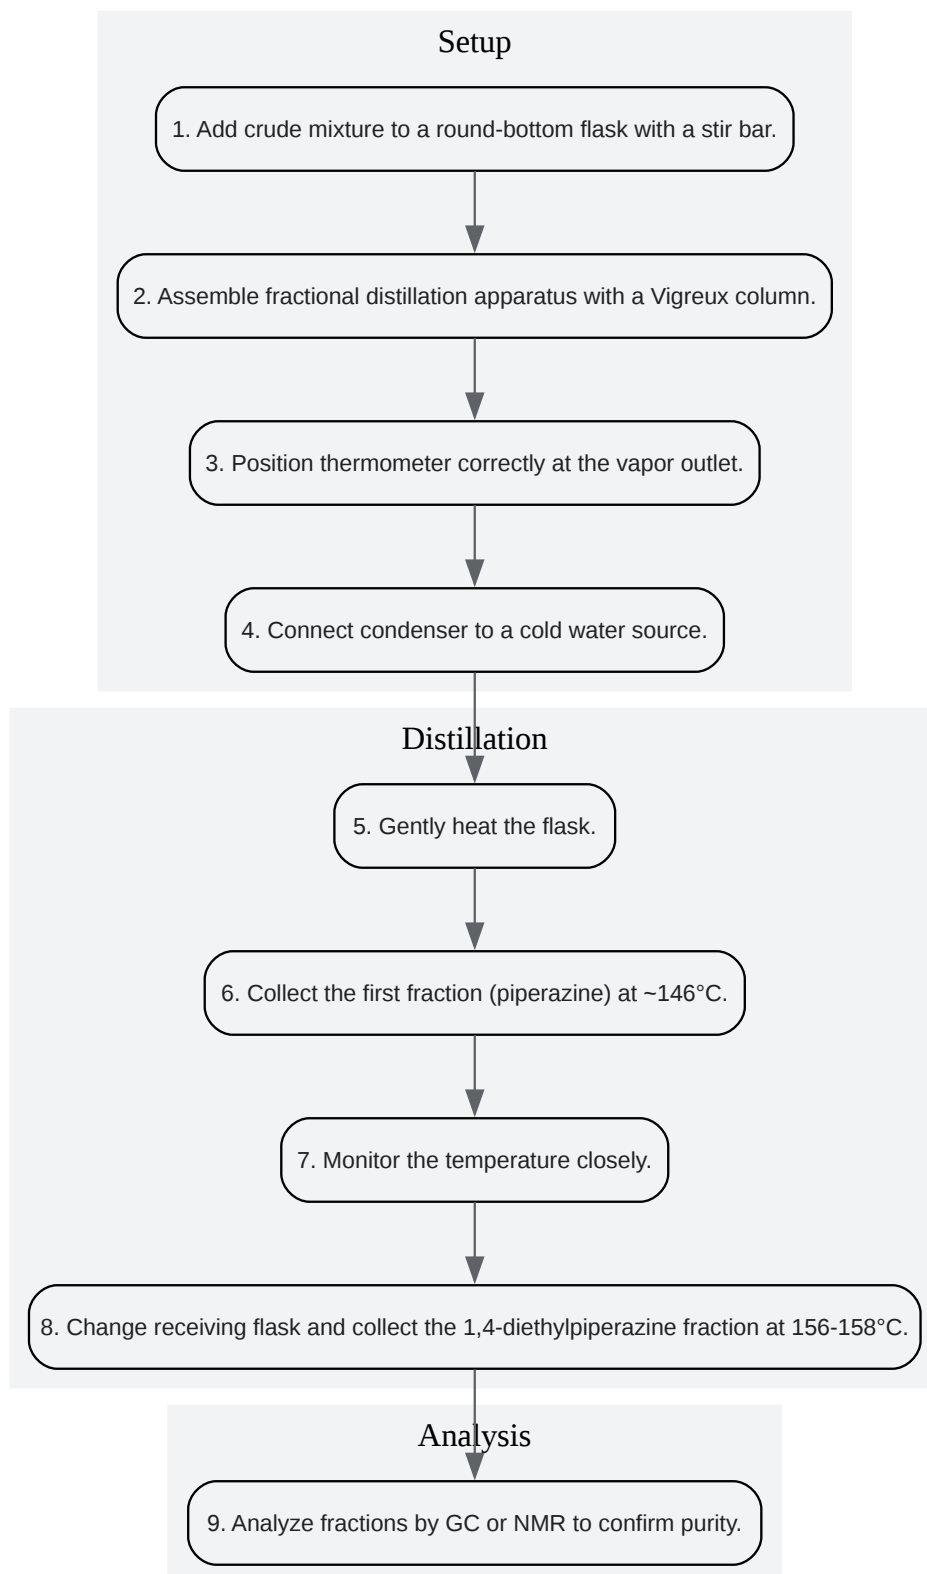 Setup
1. Add crude mixture to a round-bottom flask with a stir bar.
2. Assemble fractional distillation apparatus with a Vigreux column.
3. Position thermometer correctly at the vapor outlet.
4. Connect condenser to a cold water source.
Distillation
5. Gently heat the flask.
6. Collect the first fraction (piperazine) at ~146°C.
7. Monitor the temperature closely.
8. Change receiving flask and collect the 1,4-diethylpiperazine fraction at 156-158°C.
Analysis
9. Analyze fractions by GC or NMR to confirm purity.